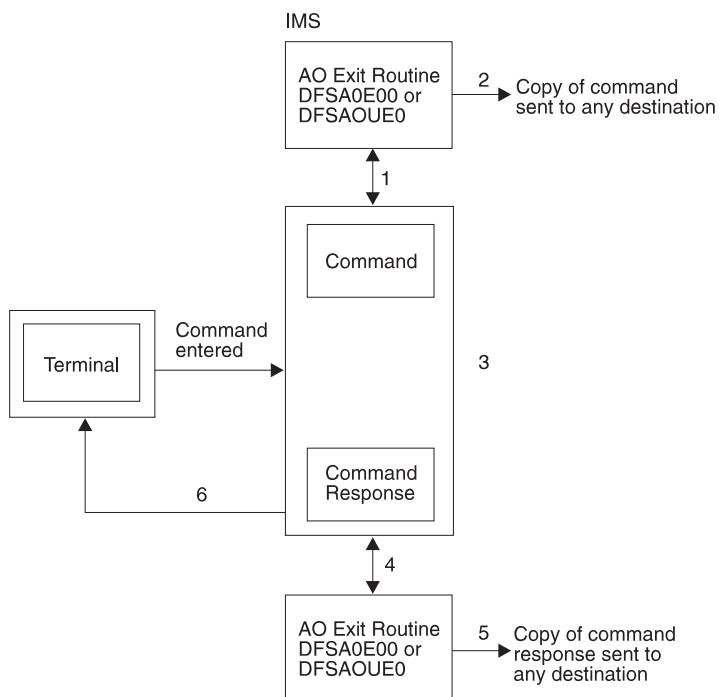 IMS
AO Exit Routine
DFSA0E00 or
DFSAOUE0
2
Copy of command
sent to any destination
1
Command
Command
entered
Terminal
3
Command
Response
6
4
AO Exit Routine
DFSA0E00 or
DFSAOUE0
5
Copy of command
response sent to
any destination